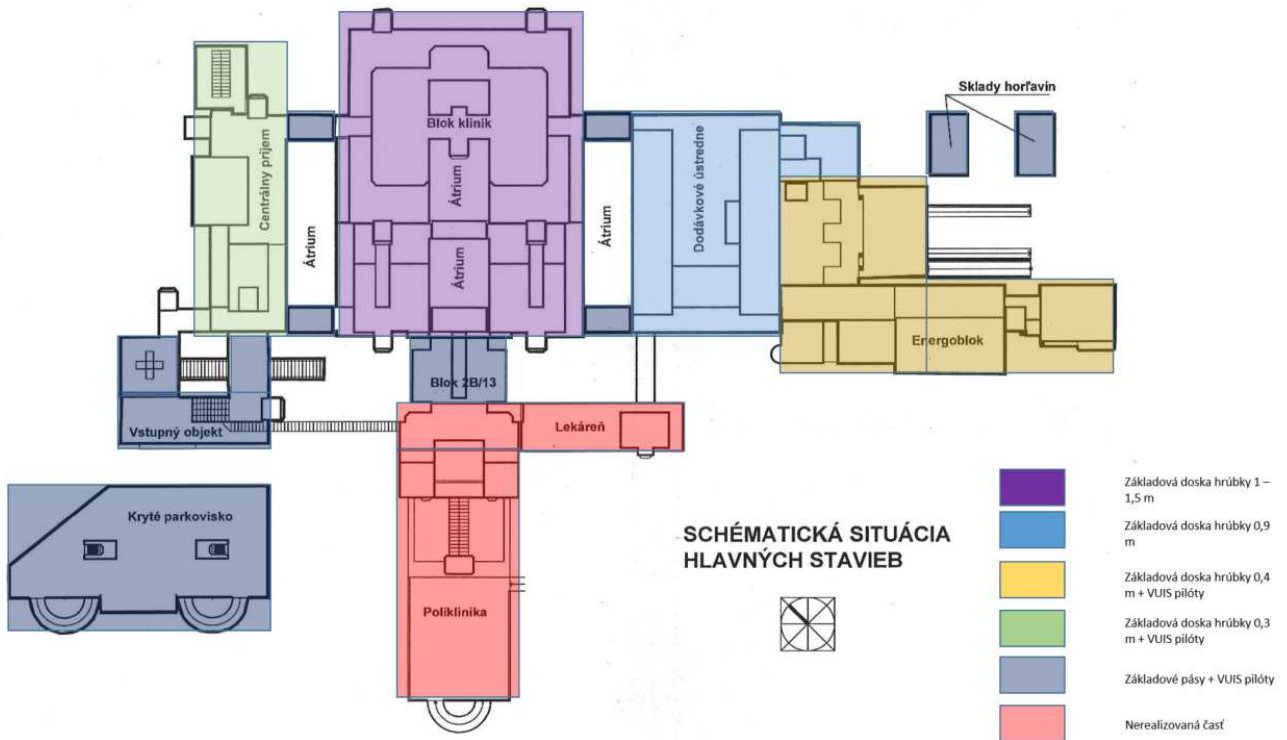 Sklady horľavín
Blok kliník
Centrálny príjem
Átrium
Átrium
Átrium
Átrium
Dodávkové ústredne
Energoblok
Blok 2B/13
Vstupný objekt
Lekáreň
Kryté parkovisko
Poliklinika
SCHÉMATICKÁ SITUÁCIA
HLAVNÝCH STAVIEB
Základová doska hrúbky 1 –
1,5 m
Základová doska hrúbky 0,9
m
Základová doska hrúbky 0,4
m + VUIS pilóty
Základová doska hrúbky 0,3
m + VUIS pilóty
Základové pásy + VUIS pilóty
Nerealizovaná časť